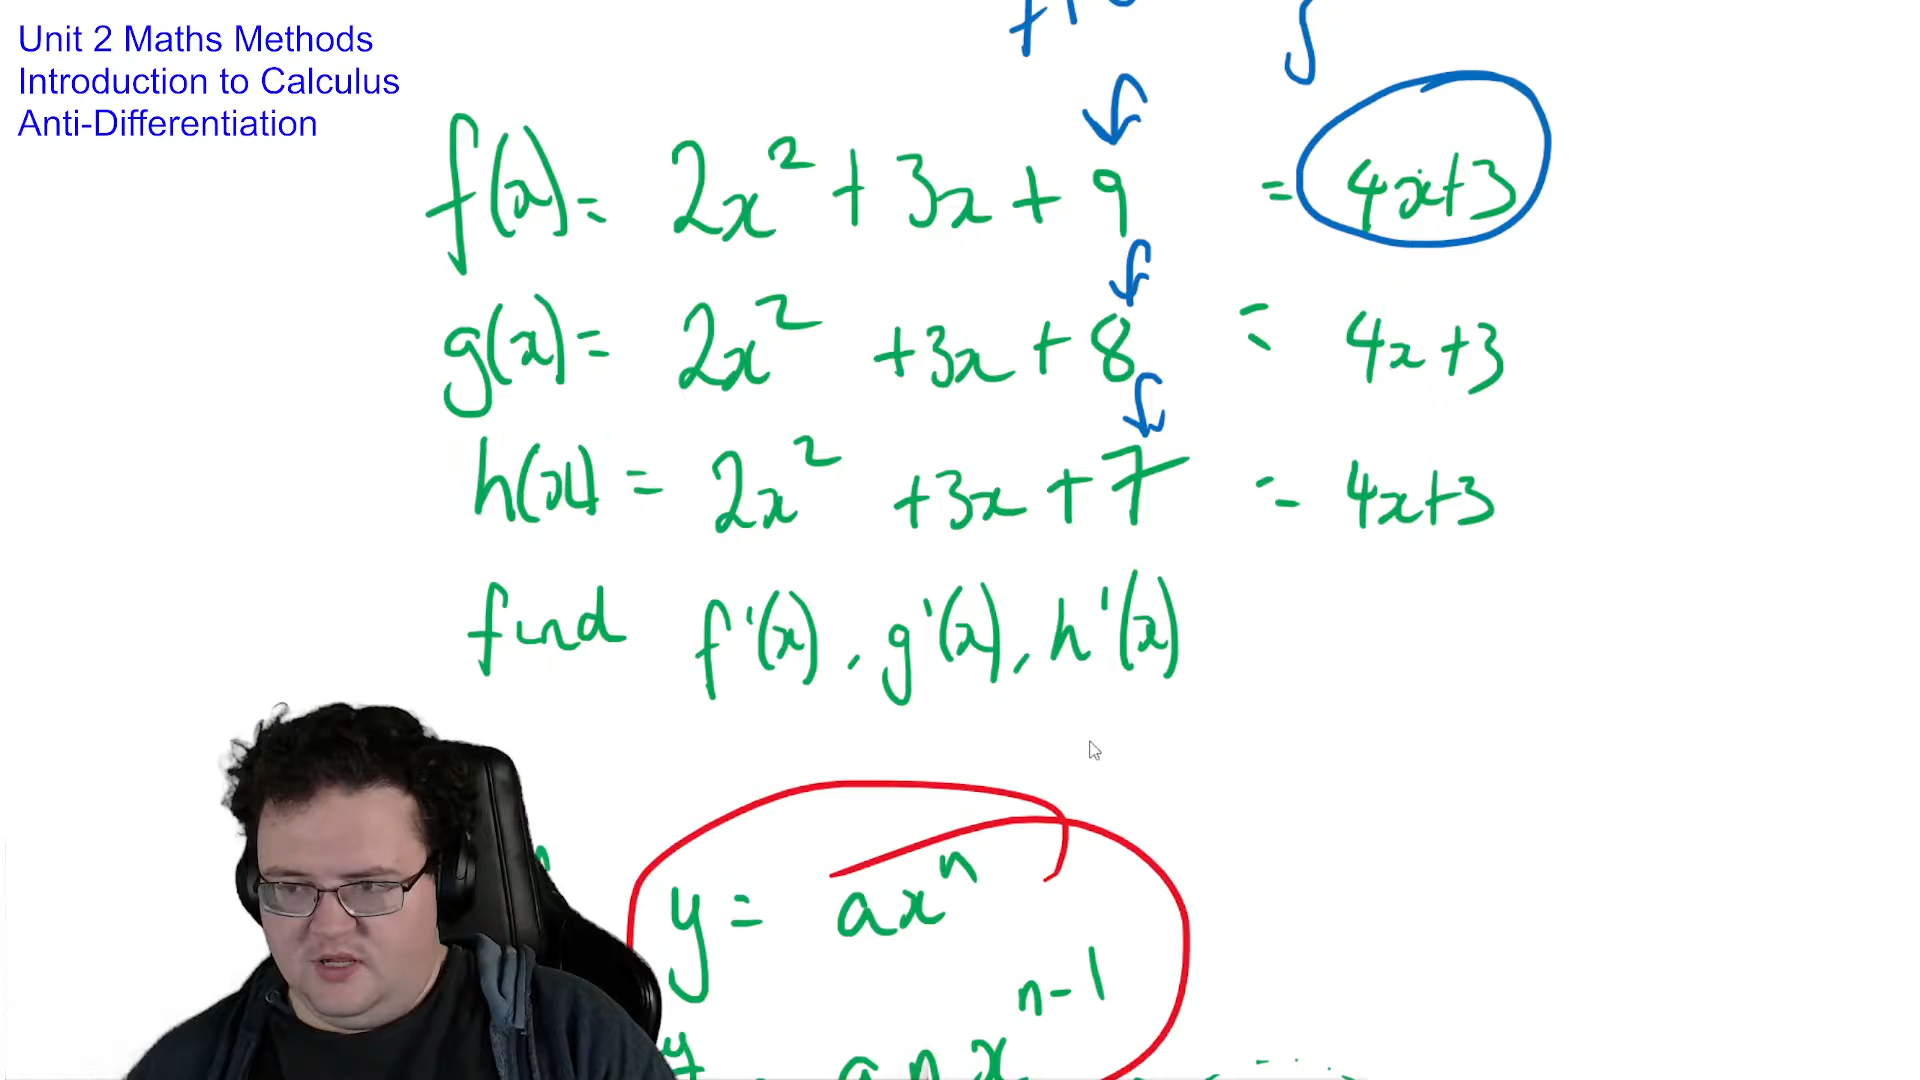 Unit 2 Maths Methods
Introduction to Calculus
Anti-Differentiation
∫
f(x) = 2x² + 3x + 9 = 4x+3
g(x) = 2x² +3x + 8 = 4x+3
h(x) = 2x² +3x + 7 = 4x+3
find f'(x), g'(x), h'(x)
y = axⁿ
n-1
anx